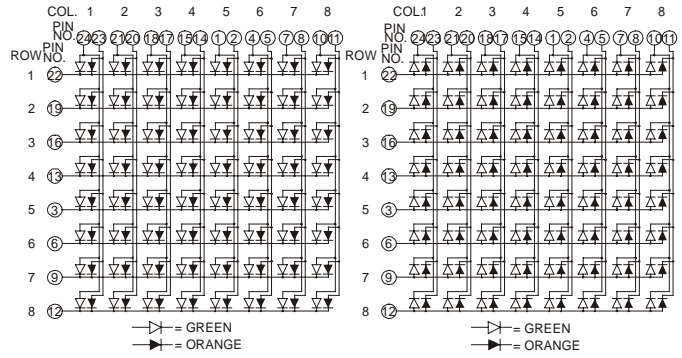 COL. 1 2 3 4 5 6 7 8
PIN
NO. 24 23 21 20 18 17 15 14 1 2 4 5 7 8 10 11
PIN
ROW NO.
1 22
2 19
3 16
4 13
5 3
6 6
7 9
8 12
= GREEN
= ORANGE
COL.1 2 3 4 5 6 7 8
PIN
NO. 24 23 21 20 18 17 15 14 1 2 4 5 7 8 10 11
PIN
ROW NO.
1 22
2 19
3 16
4 13
5 3
6 6
7 9
8 12
= GREEN
= ORANGE